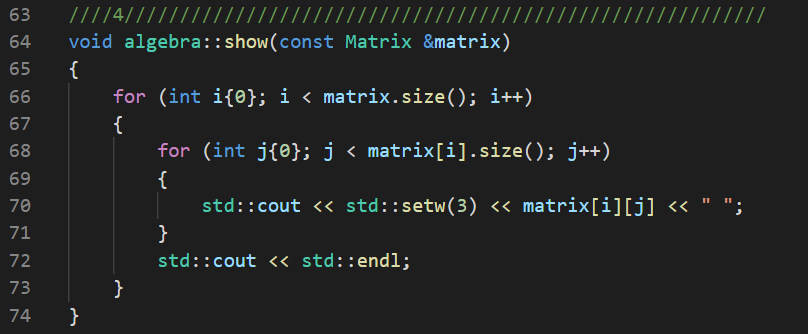 63 ////4///////////////////////////////////////////////////////////
64 void algebra::show(const Matrix &matrix)
65 {
66     for (int i{0}; i < matrix.size(); i++)
67     {
68         for (int j{0}; j < matrix[i].size(); j++)
69         {
70             std::cout << std::setw(3) << matrix[i][j] << " ";
71         }
72         std::cout << std::endl;
73     }
74 }